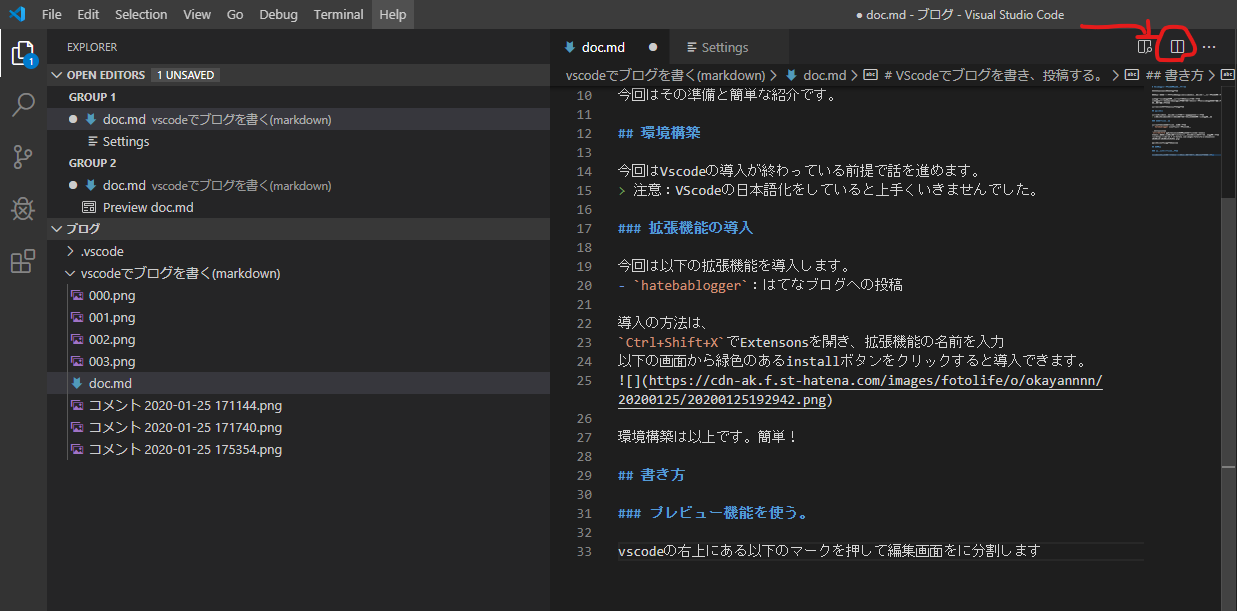 File Edit Selection View Go Debug Terminal Help
● doc.md - ブログ - Visual Studio Code
1
EXPLORER
OPEN EDITORS 1 UNSAVED
GROUP 1
doc.md vscodeでブログを書く(markdown)
Settings
GROUP 2
doc.md vscodeでブログを書く(markdown)
Preview doc.md
ブログ
.vscode
vscodeでブログを書く(markdown)
000.png
001.png
002.png
003.png
doc.md
コメント 2020-01-25 171144.png
コメント 2020-01-25 171740.png
コメント 2020-01-25 175354.png
doc.md Settings
vscodeでブログを書く(markdown) > doc.md > # VScodeでブログを書き、投稿する。 > ## 書き方 >
10 今回はその準備と簡単な紹介です。
11
12 ## 環境構築
13
14 今回はVscodeの導入が終わっている前提で話を進めます。
15 > 注意：VScodeの日本語化をしていると上手くいきませんでした。
16
17 ### 拡張機能の導入
18
19 今回は以下の拡張機能を導入します。
20 - `hatebablogger`：はてなブログへの投稿
21
22 導入の方法は、
23 `Ctrl+Shift+X`でExtensonsを開き、拡張機能の名前を入力
24 以下の画面から緑色のあるinstallボタンをクリックすると導入できます。
25 ![](https://cdn-ak.f.st-hatena.com/images/fotolife/o/okayannnn/
20200125/20200125192942.png)
26
27 環境構築は以上です。簡単！
28
29 ## 書き方
30
31 ### プレビュー機能を使う。
32
33 vscodeの右上にある以下のマークを押して編集画面をに分割します